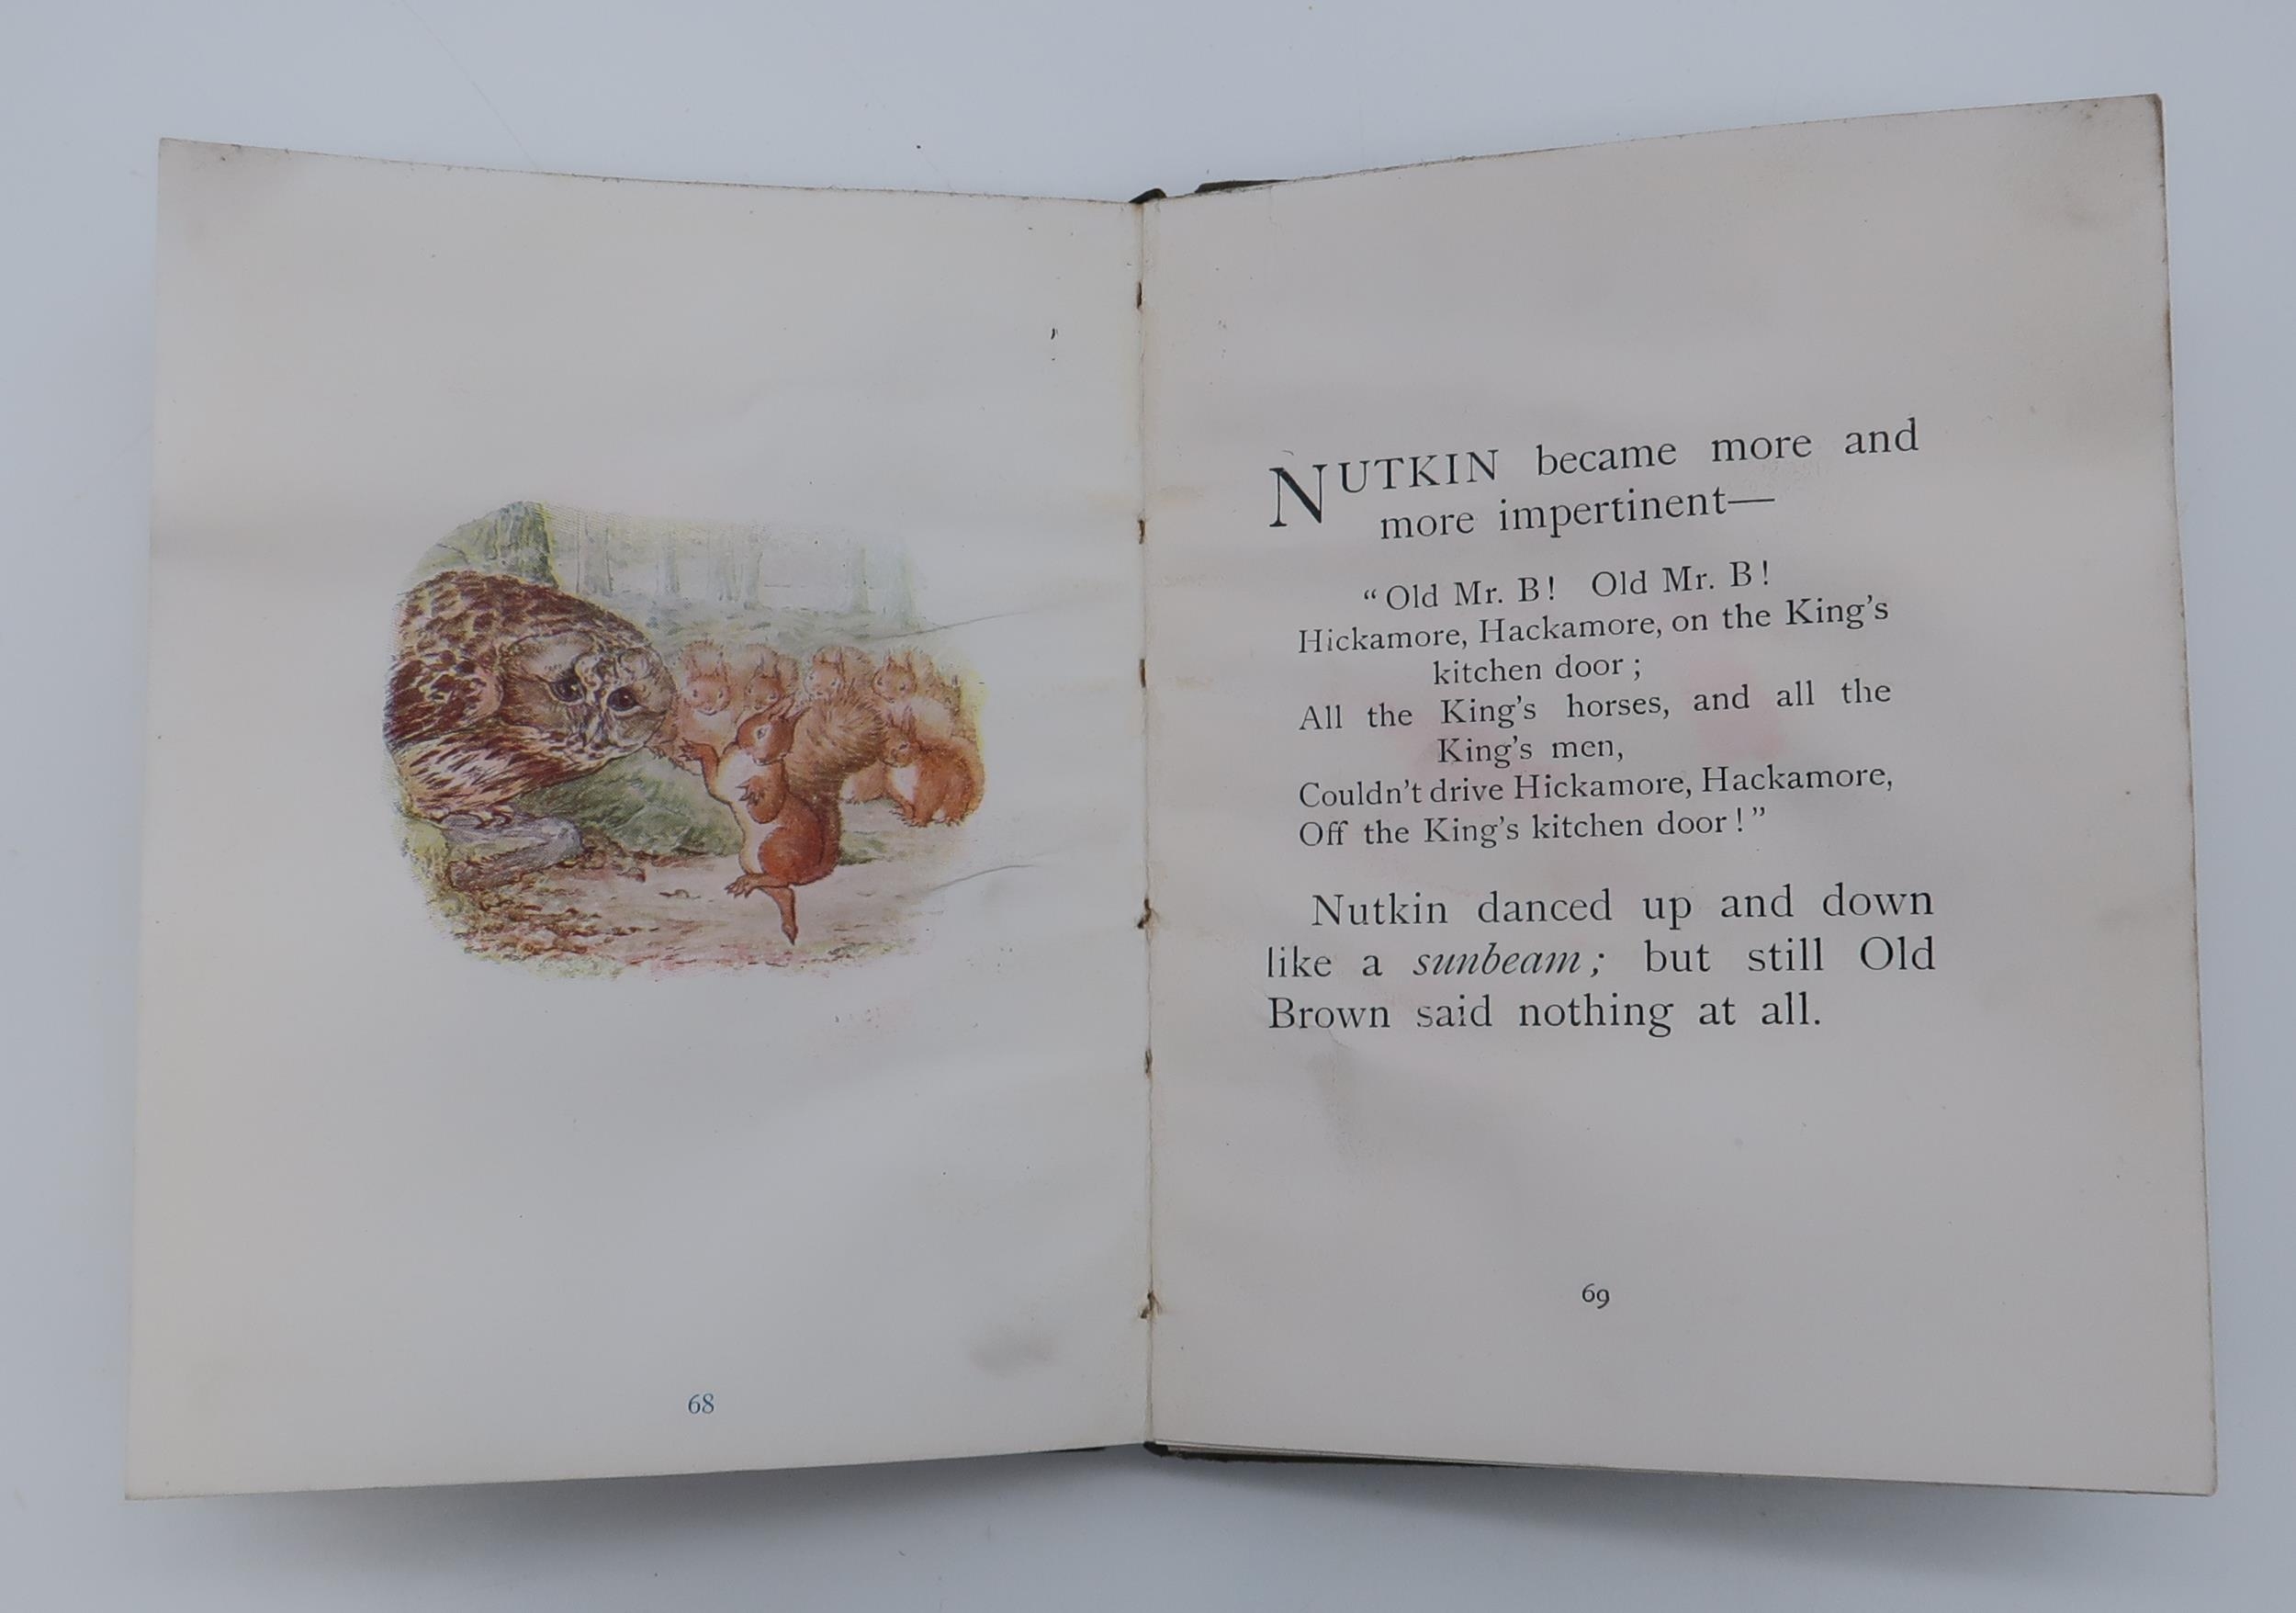 NUTKIN became more and
more impertinent—
“Old Mr. B! Old Mr. B!
Hickamore, Hackamore, on the King’s
kitchen door;
All the King’s horses, and all the
King’s men,
Couldn’t drive Hickamore, Hackamore,
Off the King’s kitchen door!”
Nutkin danced up and down
like a sunbeam; but still Old
Brown said nothing at all.
68
69